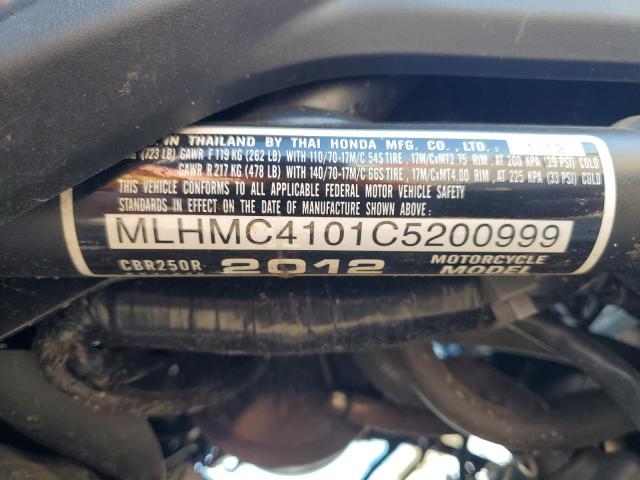 IN THAILAND BY THAI HONDA MFG. CO., LTD.:
(723 LB) GAWR F 119 KG (262 LB) WITH 110/70-17M/C 54S TIRE, 17M/CxMT2.75 RIM, AT 200 KPA (29 PSI) COLD
GAWR R 217 KG (478 LB) WITH 140/70-17M/C 66S TIRE, 17M/CxMT4.00 RIM, AT 225 KPA (33 PSI) COLD
THIS VEHICLE CONFORMS TO ALL APPLICABLE FEDERAL MOTOR VEHICLE SAFETY
STANDARDS IN EFFECT ON THE DATE OF MANUFACTURE SHOWN ABOVE:
MLHMC4101C5200999
CBR250R 2012 MOTORCYCLE MODEL